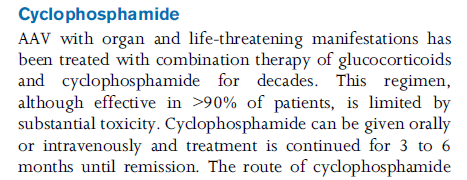 Cyclophosphamide
AAV with organ and life-threatening manifestations has
been treated with combination therapy of glucocorticoids
and cyclophosphamide for decades. This regimen,
although effective in >90% of patients, is limited by
substantial toxicity. Cyclophosphamide can be given orally
or intravenously and treatment is continued for 3 to 6
months until remission. The route of cyclophosphamide